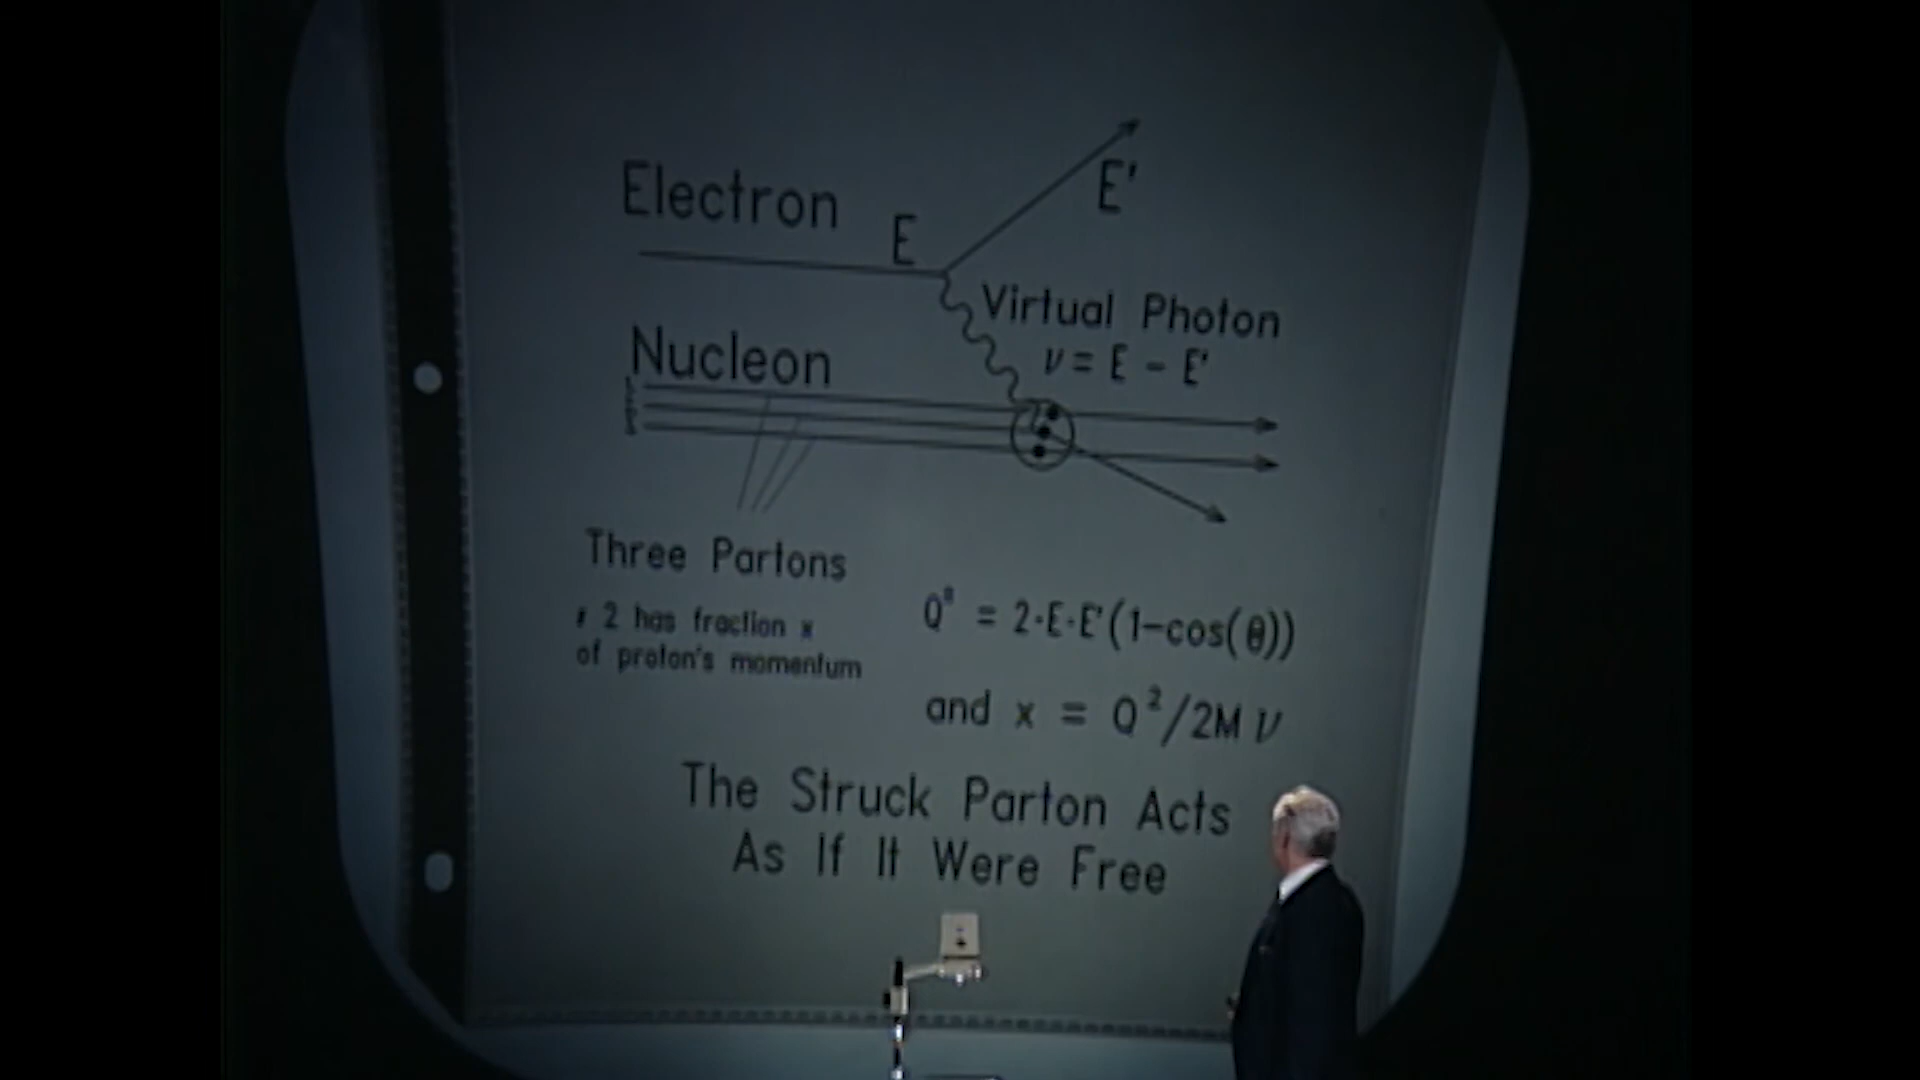 Electron E
E'
Virtual Photon
ν = E - E'
Nucleon
Three Partons
# 2 has fraction x
of proton's momentum
Q² = 2·E·E'(1-cos(θ))
and x = Q²/2M ν
The Struck Parton Acts
As If It Were Free